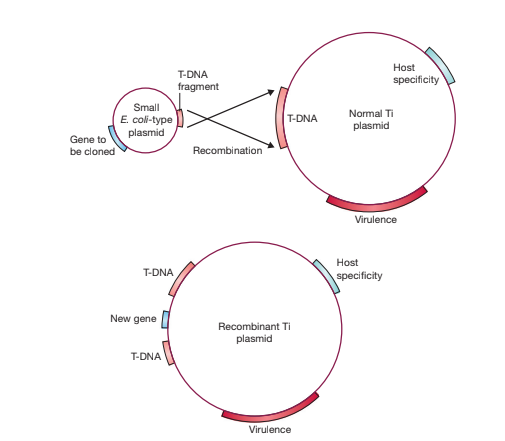 T-DNA
fragment
Small
E. coli-type
plasmid
Gene to
be cloned
Recombination
T-DNA
Normal Ti
plasmid
Host
specificity
Virulence
T-DNA
New gene
T-DNA
Recombinant Ti
plasmid
Host
specificity
Virulence